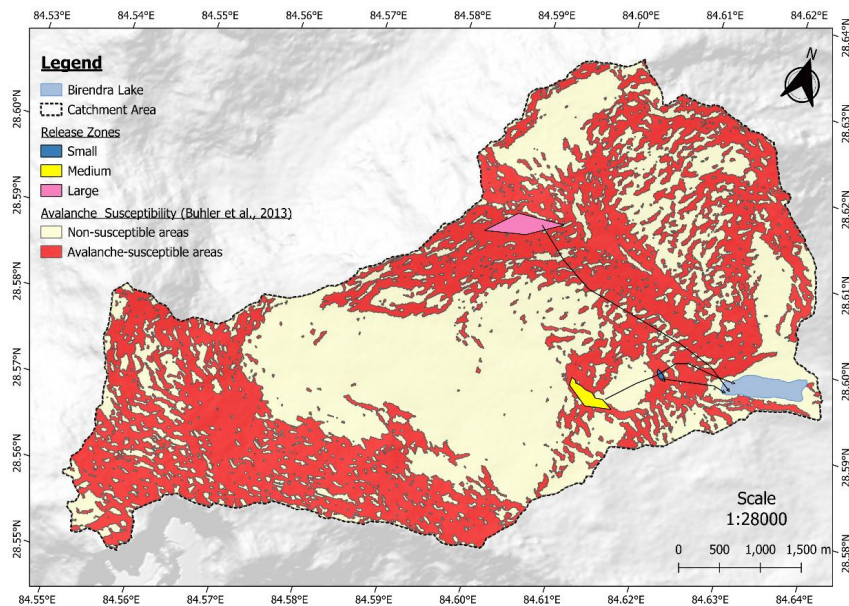 84.53°E 84.54°E 84.55°E 84.56°E 84.57°E 84.58°E 84.59°E 84.60°E 84.61°E 84.62°E
28.64°N
28.63°N
28.62°N
28.61°N
28.60°N
28.59°N
28.58°N
28.60°N
28.59°N
28.58°N
28.57°N
28.56°N
28.55°N
N
Legend
Birendra Lake
Catchment Area
Release Zones
Small
Medium
Large
Avalanche Susceptibility (Buhler et al., 2013)
Non-susceptible areas
Avalanche-susceptible areas
Scale
1:28000
0 500 1,000 1,500 m
84.55°E 84.56°E 84.57°E 84.58°E 84.59°E 84.60°E 84.61°E 84.62°E 84.63°E 84.64°E